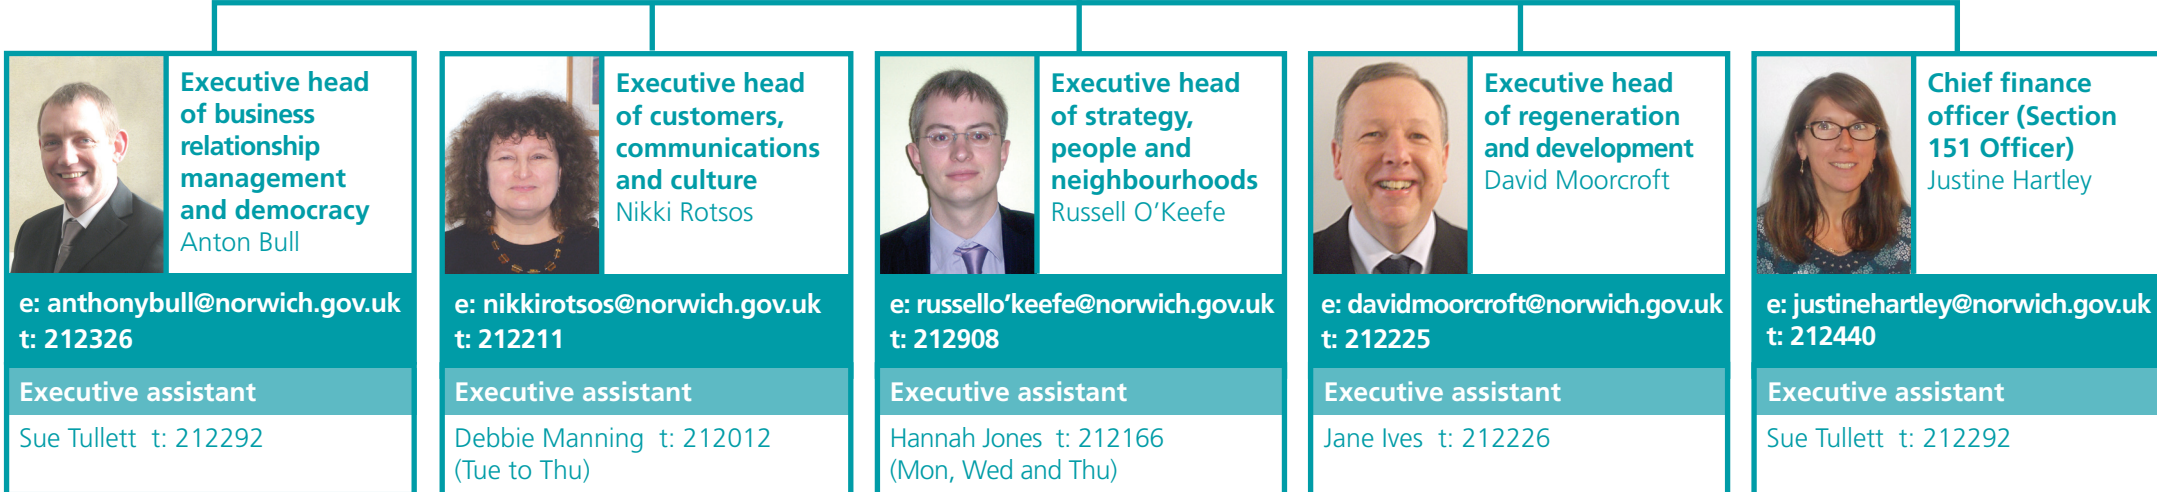 Executive head
of business
relationship
management
and democracy
Anton Bull
e: anthonybull@norwich.gov.uk
t: 212326
Executive assistant
Sue Tullett t: 212292
Executive head
of customers,
communications
and culture
Nikki Rotsos
e: nikkirotsos@norwich.gov.uk
t: 212211
Executive assistant
Debbie Manning t: 212012
(Tue to Thu)
Executive head
of strategy,
people and
neighbourhoods
Russell O’Keefe
e: russello’keefe@norwich.gov.uk
t: 212908
Executive assistant
Hannah Jones t: 212166
(Mon, Wed and Thu)
Executive head
of regeneration
and development
David Moorcroft
e: davidmoorcroft@norwich.gov.uk
t: 212225
Executive assistant
Jane Ives t: 212226
Chief finance
officer (Section
151 Officer)
Justine Hartley
e: justinehartley@norwich.gov.uk
t: 212440
Executive assistant
Sue Tullett t: 212292